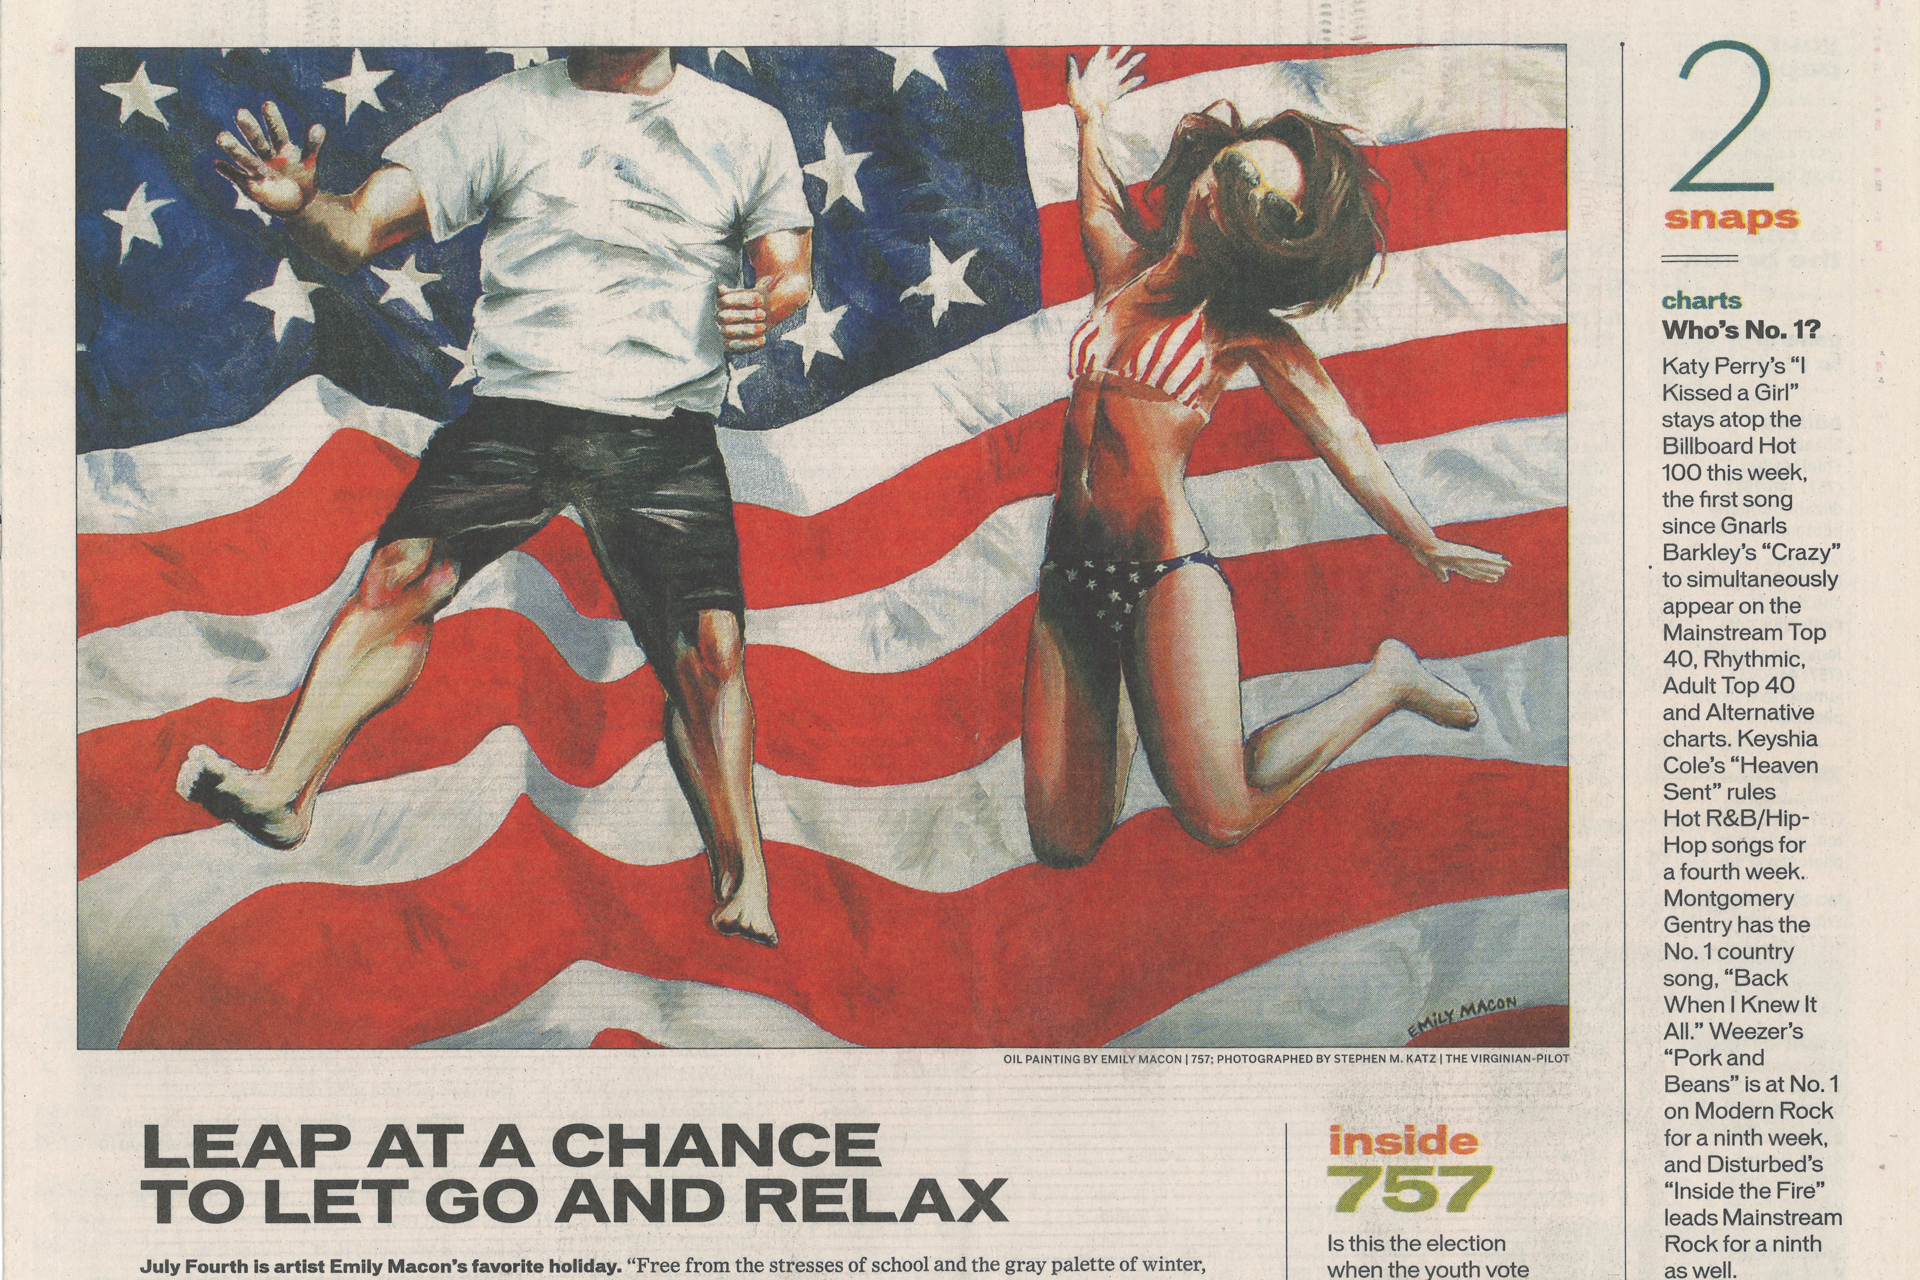 EMILY MACON
OIL PAINTING BY EMILY MACON | 757; PHOTOGRAPHED BY STEPHEN M. KATZ | THE VIRGINIAN-PILOT
LEAP AT A CHANCE
TO LET GO AND RELAX
July Fourth is artist Emily Macon’s favorite holiday. “Free from the stresses of school and the gray palette of winter,
inside
757
Is this the election
when the youth vote
2
snaps
charts
Who’s No. 1?
Katy Perry’s “I
Kissed a Girl”
stays atop the
Billboard Hot
100 this week,
the first song
since Gnarls
Barkley’s “Crazy”
to simultaneously
appear on the
Mainstream Top
40, Rhythmic,
Adult Top 40
and Alternative
charts. Keyshia
Cole’s “Heaven
Sent” rules
Hot R&B/Hip-
Hop songs for
a fourth week.
Montgomery
Gentry has the
No. 1 country
song, “Back
When I Knew It
All.” Weezer’s
“Pork and
Beans” is at No. 1
on Modern Rock
for a ninth week,
and Disturbed’s
“Inside the Fire”
leads Mainstream
Rock for a ninth
as well.